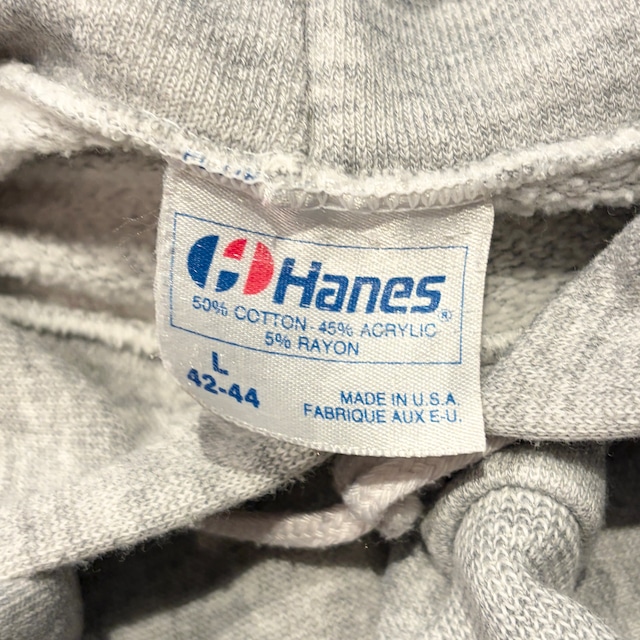 Hanes®
50% COTTON 45% ACRYLIC
5% RAYON
L
42-44
MADE IN U.S.A.
FABRIQUE AUX E-U.